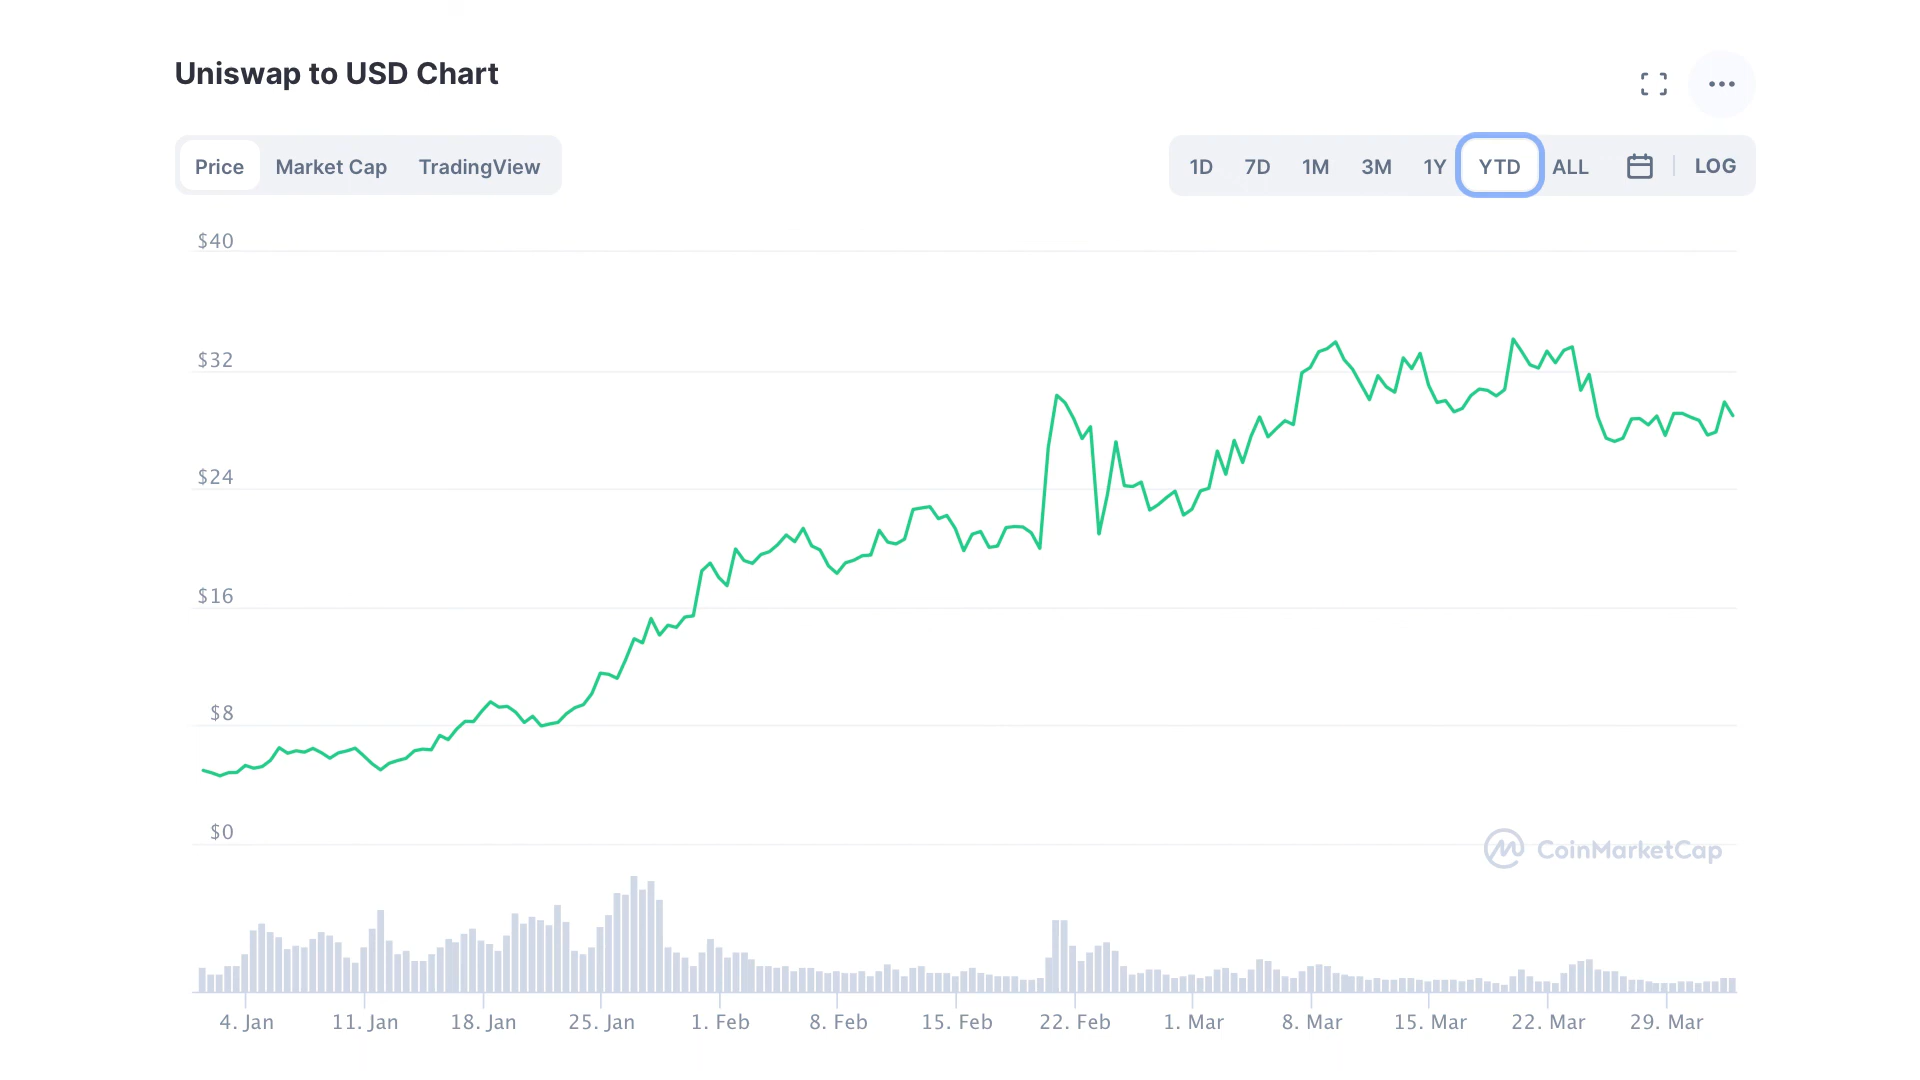 Uniswap to USD Chart
Price Market Cap TradingView
1D 7D 1M 3M 1Y YTD ALL LOG
$40
$32
$24
$16
$8
$0
CoinMarketCap
4. Jan 11. Jan 18. Jan 25. Jan 1. Feb 8. Feb 15. Feb 22. Feb 1. Mar 8. Mar 15. Mar 22. Mar 29. Mar